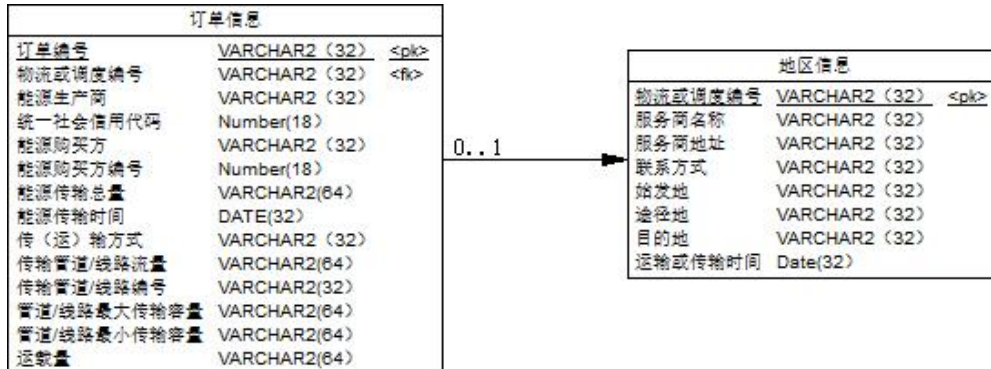 订单信息
订单编号 VARCHAR2（32） <pk>
物流或调度编号 VARCHAR2（32） <fk>
能源生产商 VARCHAR2（32）
统一社会信用代码 Number(18）
能源购买方 VARCHAR2（32）
能源购买方编号 Number(18）
能源传输总量 VARCHAR2(64）
能源传输时间 DATE(32）
传（运）输方式 VARCHAR2（32）
传输管道/线路流量 VARCHAR2(64）
传输管道/线路编号 VARCHAR2(32）
管道/线路最大传输容量 VARCHAR2(64）
管道/线路最小传输容量 VARCHAR2(64）
运载量 VARCHAR2(64）
0..1
地区信息
物流或调度编号 VARCHAR2（32） <pk>
服务商名称 VARCHAR2（32）
服务商地址 VARCHAR2（32）
联系方式 VARCHAR2（32）
始发地 VARCHAR2（32）
途径地 VARCHAR2（32）
目的地 VARCHAR2（32）
运输或传输时间 Date(32）